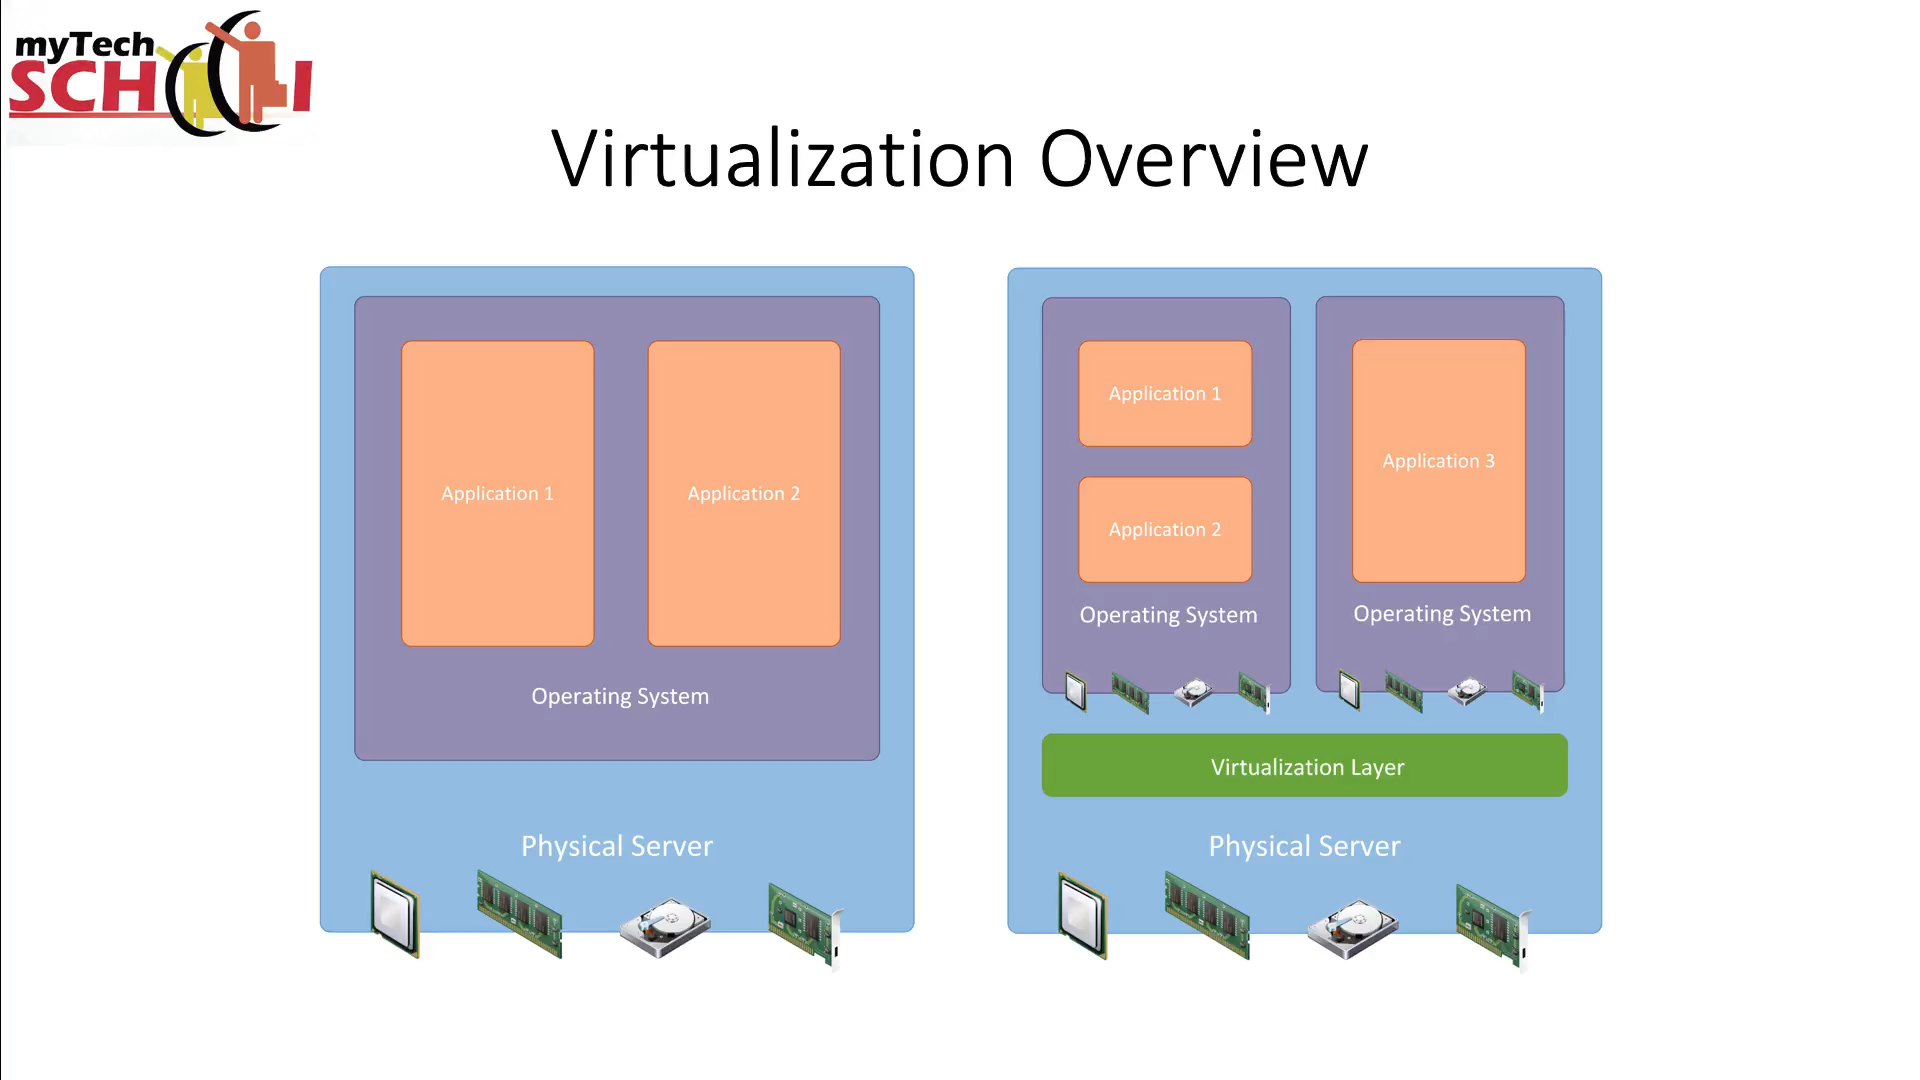 myTech
SCHOOl
Virtualization Overview
Application 1
Application 2
Operating System
Physical Server
Application 1
Application 2
Operating System
Application 3
Operating System
Virtualization Layer
Physical Server